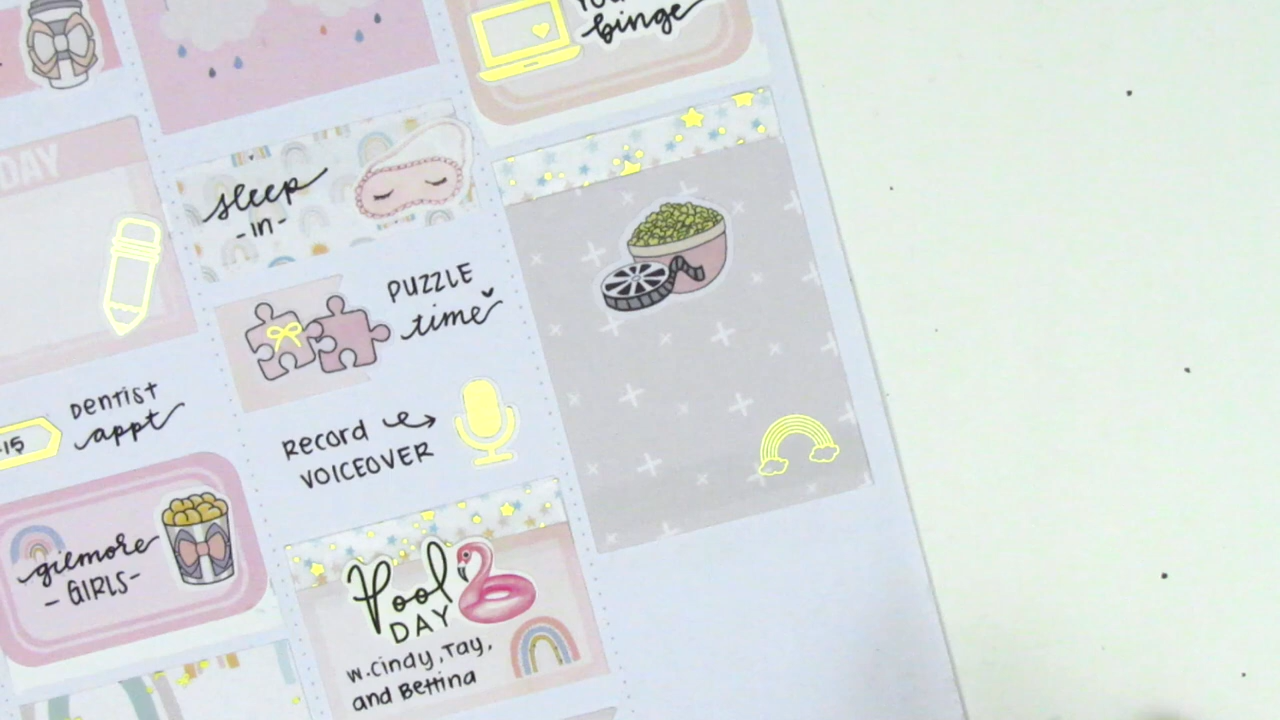 binge
DAY
sleep
-IN-
PUZZLE
time
Dentist
appt
15
Record
VOICEOVER
gilmore
- GIRLS-
Pool
DAY
w. Cindy, Tay,
and Bettina